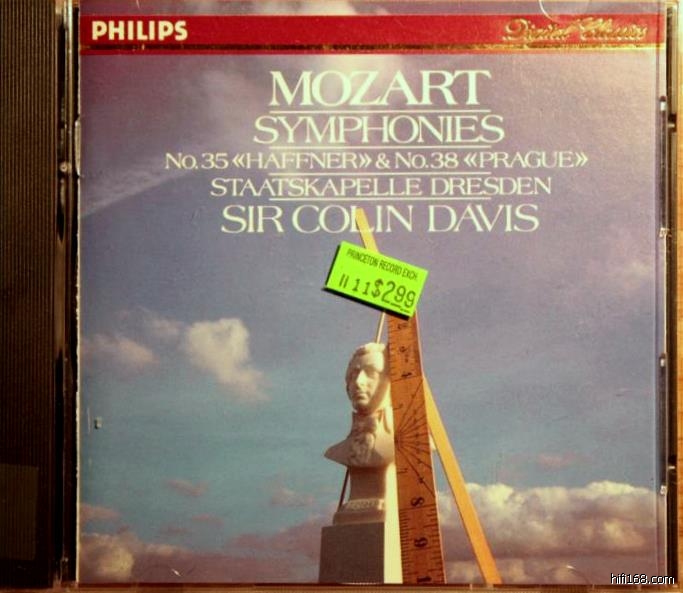 PHILIPS
Digital Classics
MOZART
SYMPHONIES
No.35 «HAFFNER» & No.38 «PRAGUE»
STAATSKAPELLE DRESDEN
SIR COLIN DAVIS
PRINCETON RECORD EXCH
11 11 $2.99
hifi168.com